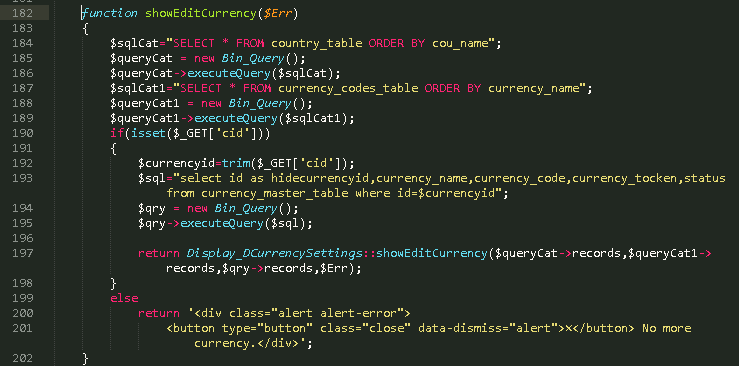 182 function showEditCurrency($Err)
183 {
184 $sqlCat="SELECT * FROM country_table ORDER BY cou_name";
185 $queryCat = new Bin_Query();
186 $queryCat->executeQuery($sqlCat);
187 $sqlCat1="SELECT * FROM currency_codes_table ORDER BY currency_name";
188 $queryCat1 = new Bin_Query();
189 $queryCat1->executeQuery($sqlCat1);
190 if(isset($_GET['cid']))
191 {
192 $currencyid=trim($_GET['cid']);
193 $sql="select id as hidecurrencyid,currency_name,currency_code,currency_tocken,status
from currency_master_table where id=$currencyid";
194 $qry = new Bin_Query();
195 $qry->executeQuery($sql);
196
197 return Display_DCurrencySettings::showEditCurrency($queryCat->records,$queryCat1->
records,$qry->records,$Err);
198 }
199 else
200 return '<div class="alert alert-error">
201 <button type="button" class="close" data-dismiss="alert">×</button> No more
currency.</div>';
202 }